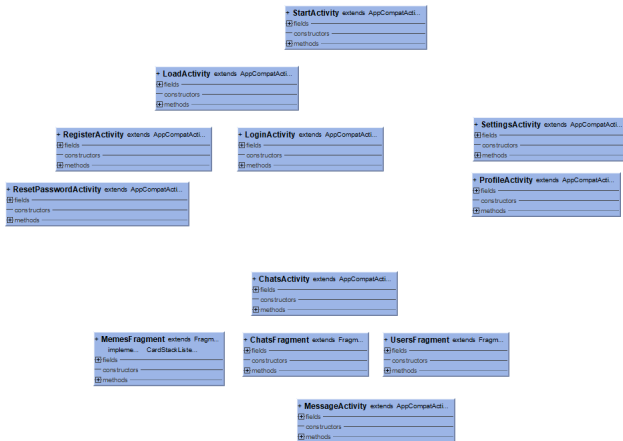 + StartActivity extends AppCompatActi...
fields
constructors
methods
+ LoadActivity extends AppCompatActi...
fields
constructors
methods
+ RegisterActivity extends AppCompatActi...
fields
constructors
methods
+ LoginActivity extends AppCompatActi...
fields
constructors
methods
+ SettingsActivity extends AppCompatActi...
fields
constructors
methods
+ ResetPasswordActivity extends AppCompatActi...
fields
constructors
methods
+ ProfileActivity extends AppCompatActi...
fields
constructors
methods
+ ChatsActivity extends AppCompatActi...
fields
constructors
methods
+ MemesFragment extends Fragm...
impleme... CardStackListe...
fields
constructors
methods
+ ChatsFragment extends Fragm...
fields
constructors
methods
+ UsersFragment extends Fragm...
fields
constructors
methods
+ MessageActivity extends AppCompatActi...
fields
constructors
methods